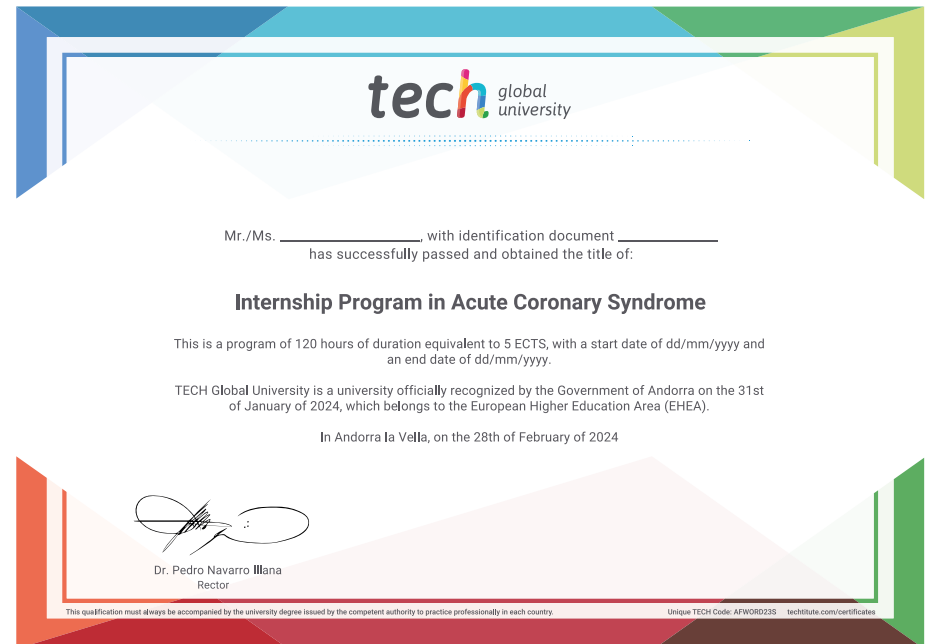 tech global university
Mr./Ms. ____________, with identification document ____________
has successfully passed and obtained the title of:
Internship Program in Acute Coronary Syndrome
This is a program of 120 hours of duration equivalent to 5 ECTS, with a start date of dd/mm/yyyy and
an end date of dd/mm/yyyy.
TECH Global University is a university officially recognized by the Government of Andorra on the 31st
of January of 2024, which belongs to the European Higher Education Area (EHEA).
In Andorra la Vella, on the 28th of February of 2024
Dr. Pedro Navarro Illana
Rector
This qualification must always be accompanied by the university degree issued by the competent authority to practice professionally in each country.
Unique TECH Code: AFWORD23S techtitute.com/certificates